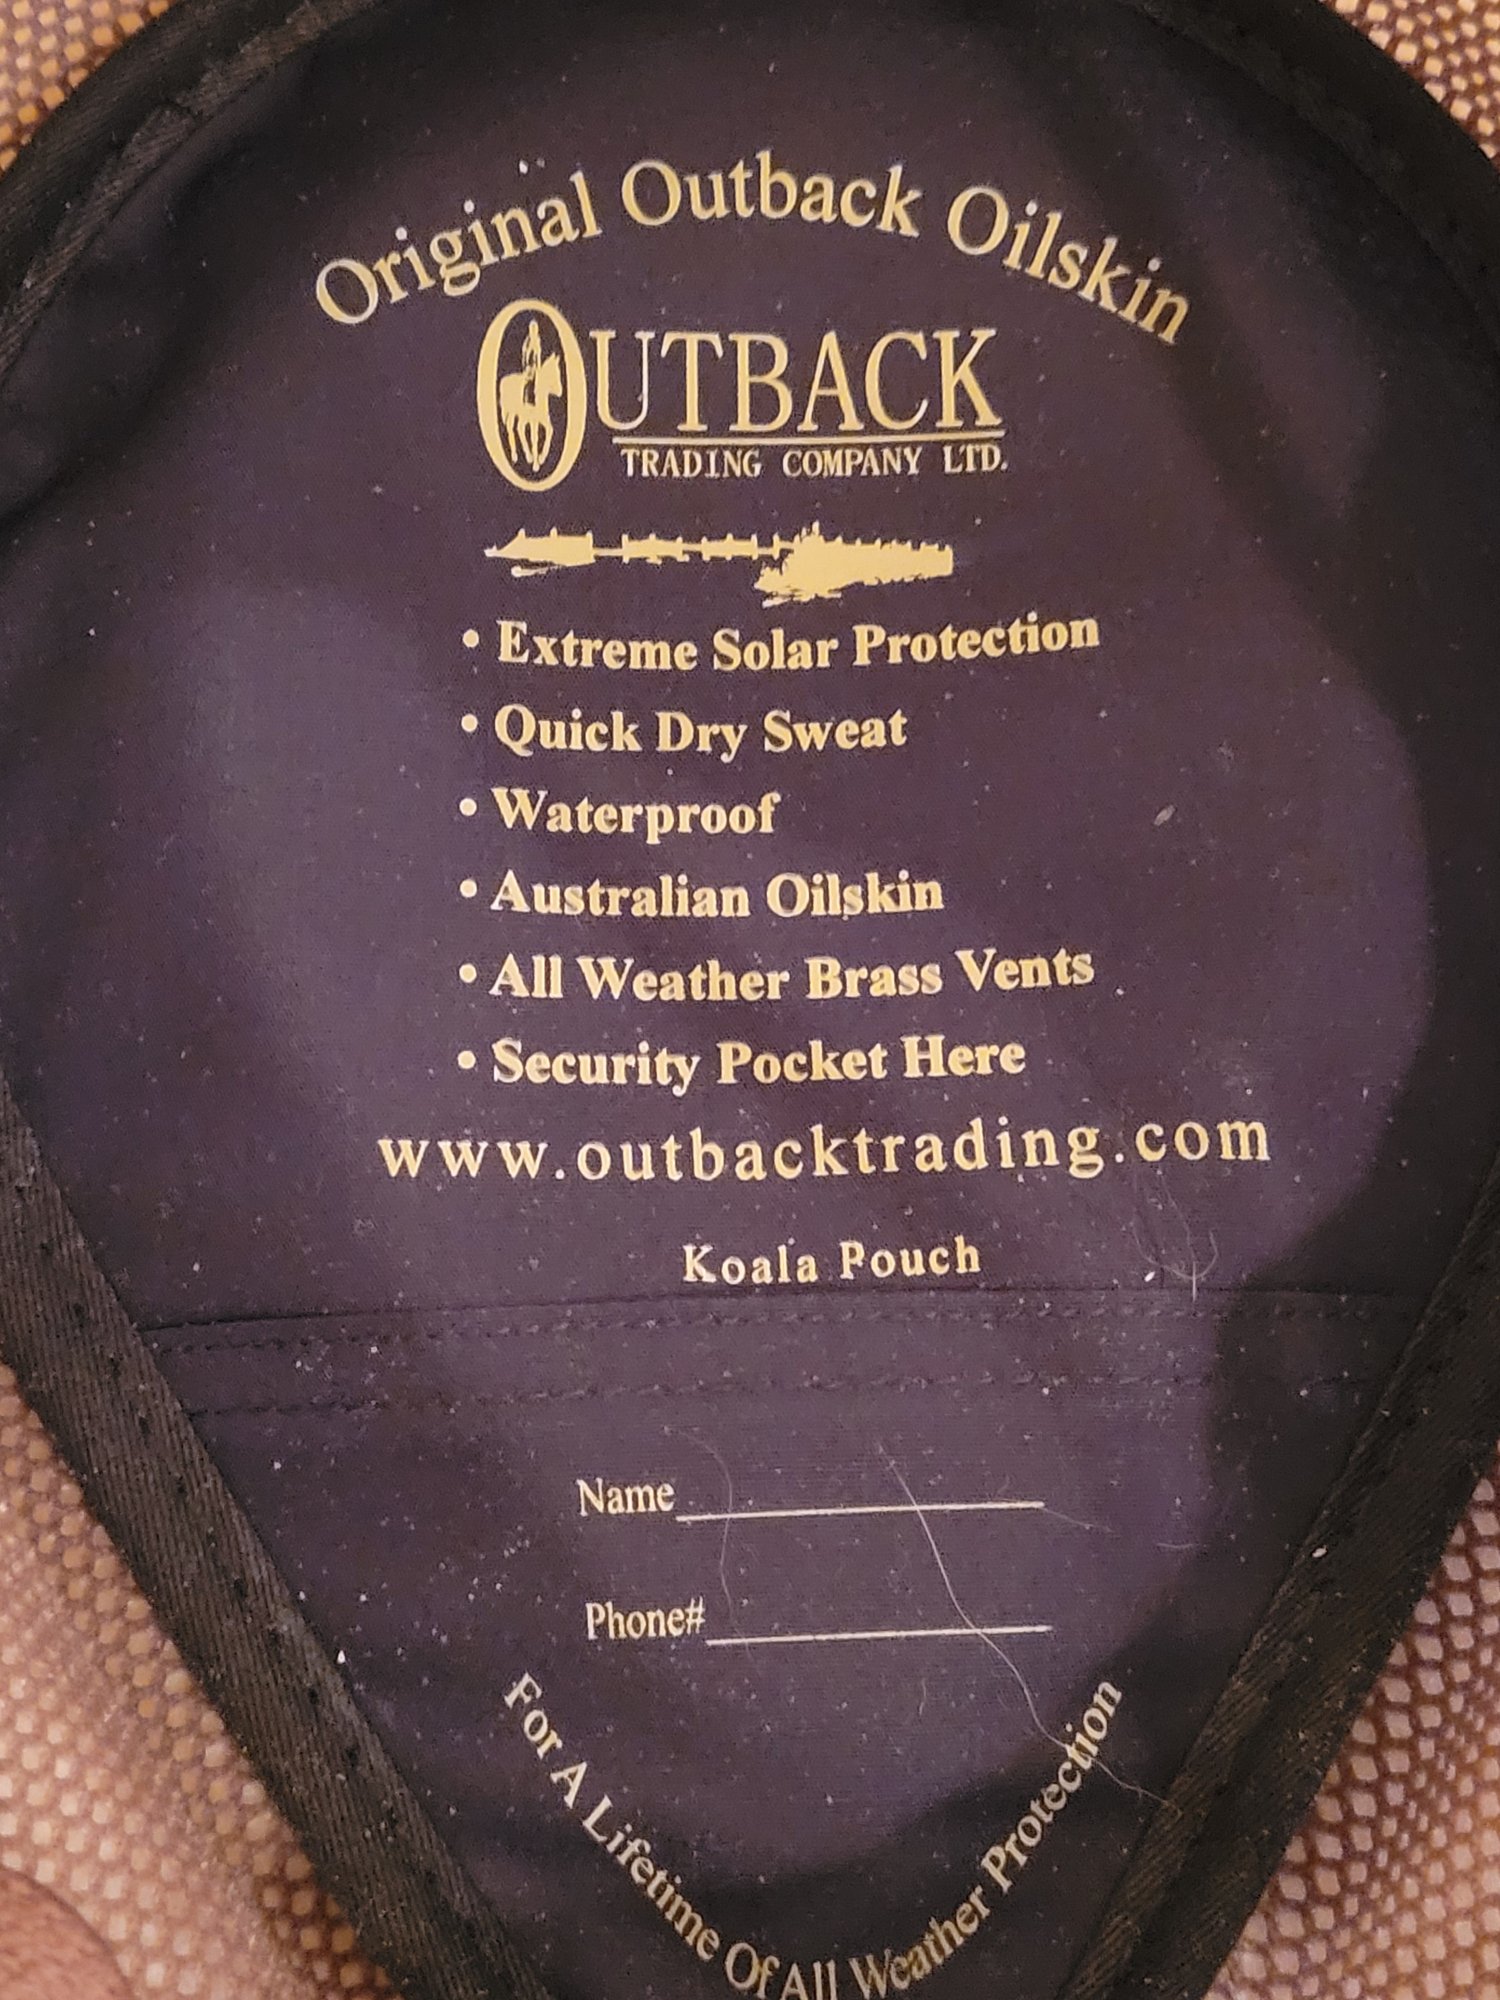 Original Outback Oilskin
OUTBACK
TRADING COMPANY LTD.
• Extreme Solar Protection
• Quick Dry Sweat
• Waterproof
• Australian Oilskin
• All Weather Brass Vents
• Security Pocket Here
www.outbacktrading.com
Koala Pouch
Name
Phone#
For A Lifetime Of All Weather Protection